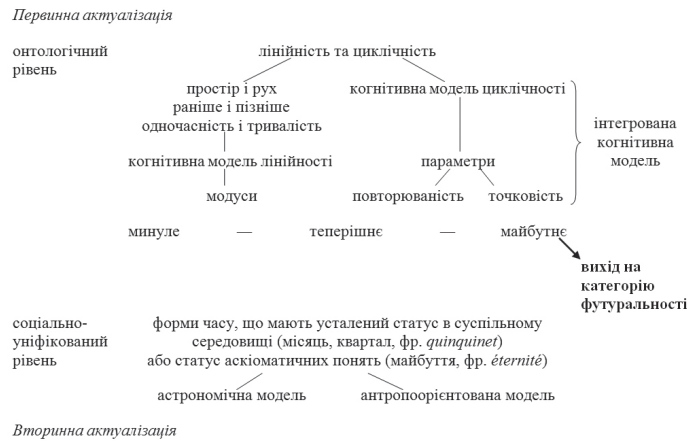 Первинна актуалізація
онтологічний
рівень
лінійність та циклічність
простір і рух
раніше і пізніше
одночасність і тривалість
когнітивна модель циклічності
інтегрована
когнітивна
модель
когнітивна модель лінійності
параметри
модуси
повторюваність
точковість
минуле — теперішнє — майбутнє
вихід на
категорію
футуральності
соціально-
уніфікований
рівень
форми часу, що мають усталений статус в суспільному
середовищі (місяць, квартал, фр. quinquinet)
або статус аскіоматичних понять (майбуття, фр. éternité)
астрономічна модель
антропоорієнтована модель
Вторинна актуалізація